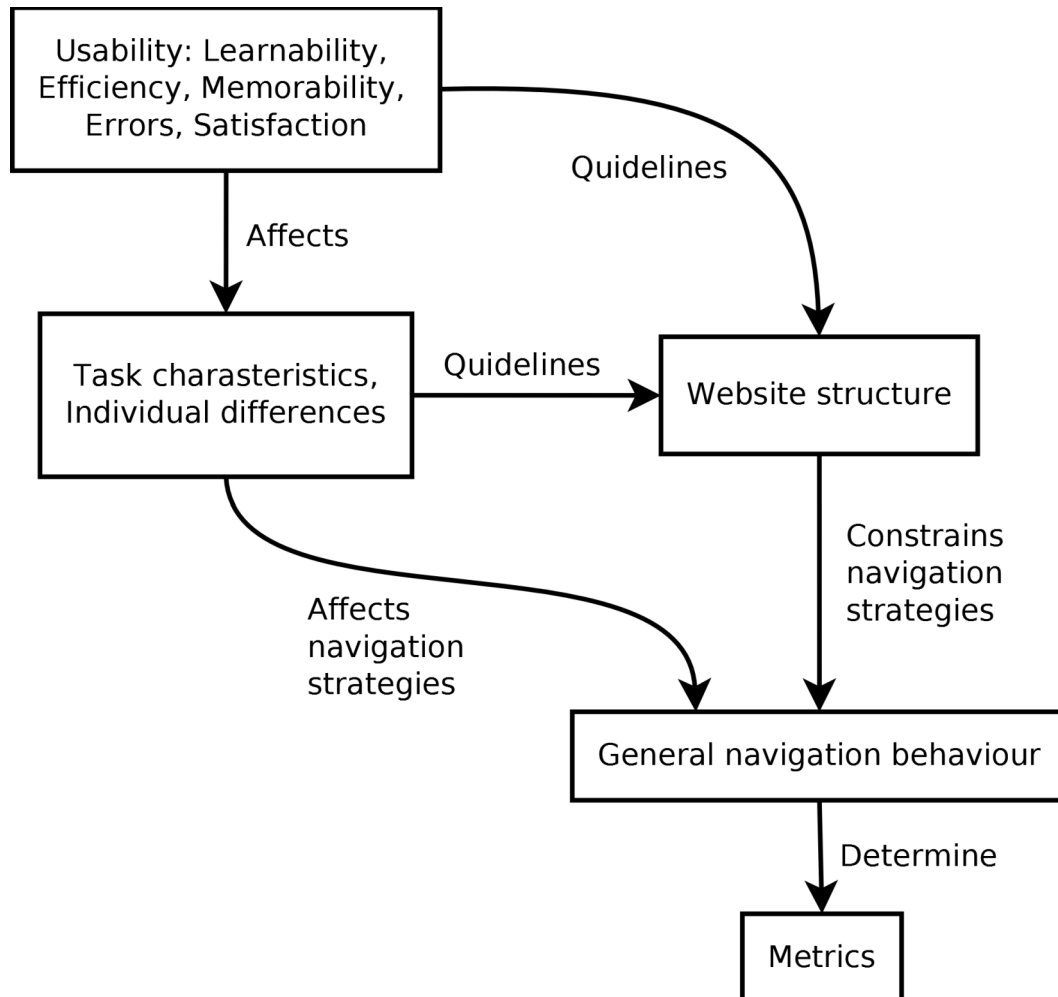 Usability: Learnability,
Efficiency, Memorability,
Errors, Satisfaction
Quidelines
Affects
Task charasteristics,
Individual differences
Quidelines
Website structure
Constrains
navigation
strategies
Affects
navigation
strategies
General navigation behaviour
Determine
Metrics